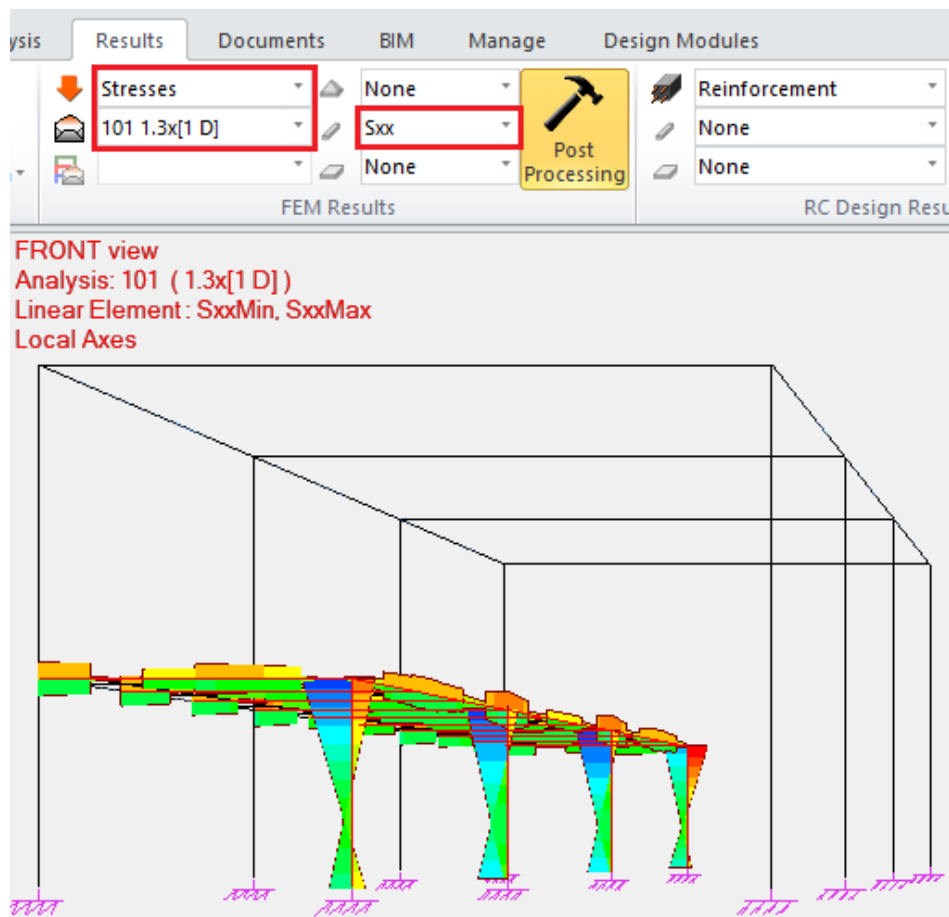 ysis Results Documents BIM Manage Design Modules
Stresses None Reinforcement
101 1.3x[1 D] Sxx None
None None
Post Processing
FEM Results RC Design Resu
FRONT view
Analysis: 101 ( 1.3x[1 D] )
Linear Element : SxxMin, SxxMax
Local Axes